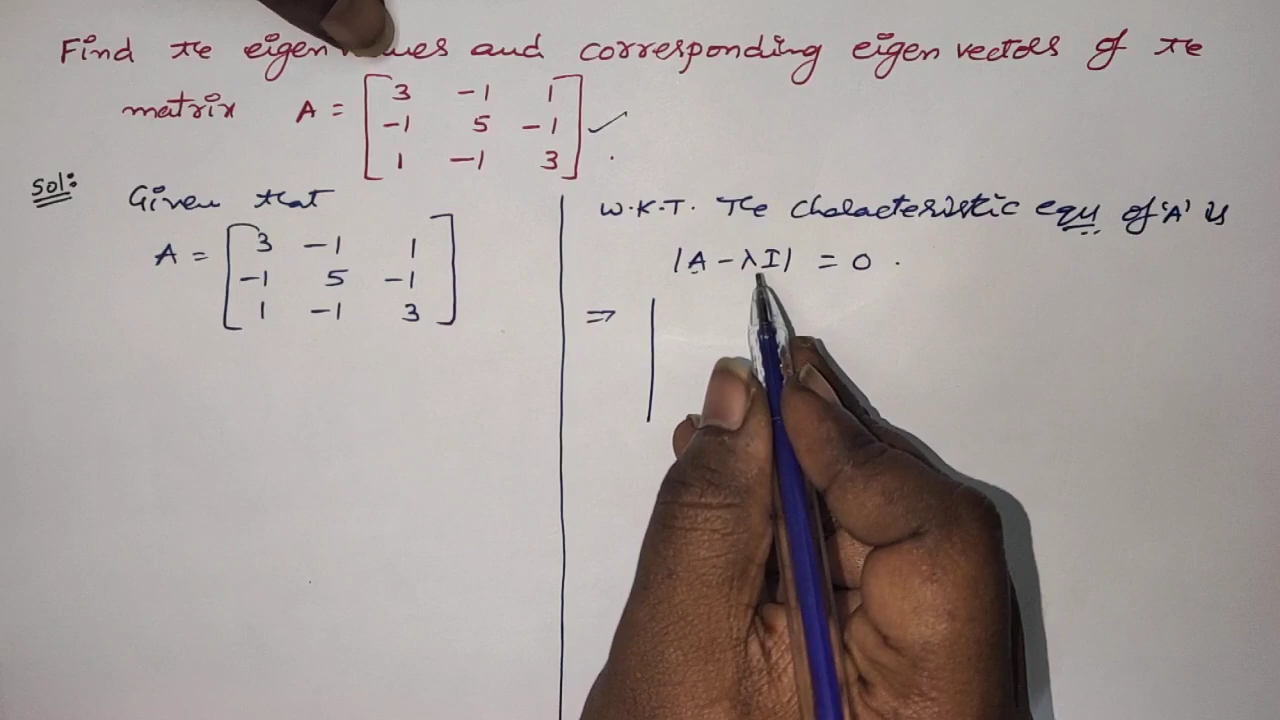 Find the eigen values and corresponding eigen vectors of the
matrix A = [ 3 -1 1
-1 5 -1
1 -1 3 ]
Sol:
Given that
A = [ 3 -1 1
-1 5 -1
1 -1 3 ]
W.K.T. The characteristic equ of 'A' is
|A - λI| = 0 .
⇒ |